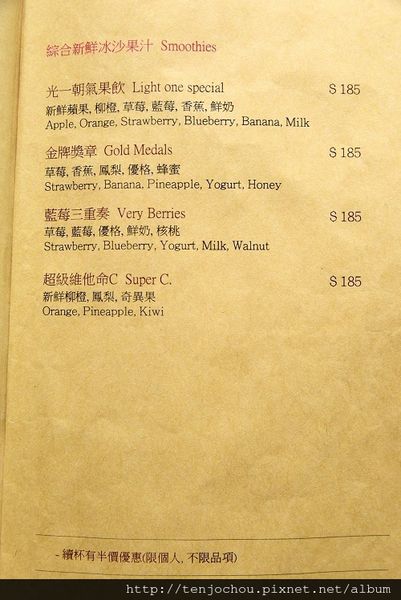 綜合新鮮冰沙果汁 Smoothies
光一朝氣果飲 Light one special $ 185
新鮮蘋果, 柳橙, 草莓, 藍莓, 香蕉, 鮮奶
Apple, Orange, Strawberry, Blueberry, Banana, Milk
金牌獎章 Gold Medals $ 185
草莓, 香蕉, 鳳梨, 優格, 蜂蜜
Strawberry, Banana, Pineapple, Yogurt, Honey
藍莓三重奏 Very Berries $ 185
草莓, 藍莓, 優格, 鮮奶, 核桃
Strawberry, Blueberry, Yogurt, Milk, Walnut
超級維他命C Super C. $ 185
新鮮柳橙, 鳳梨, 奇異果
Orange, Pineapple, Kiwi
- 續杯有半價優惠(限個人, 不限品項)
http://tenjochou.pixnet.net/album